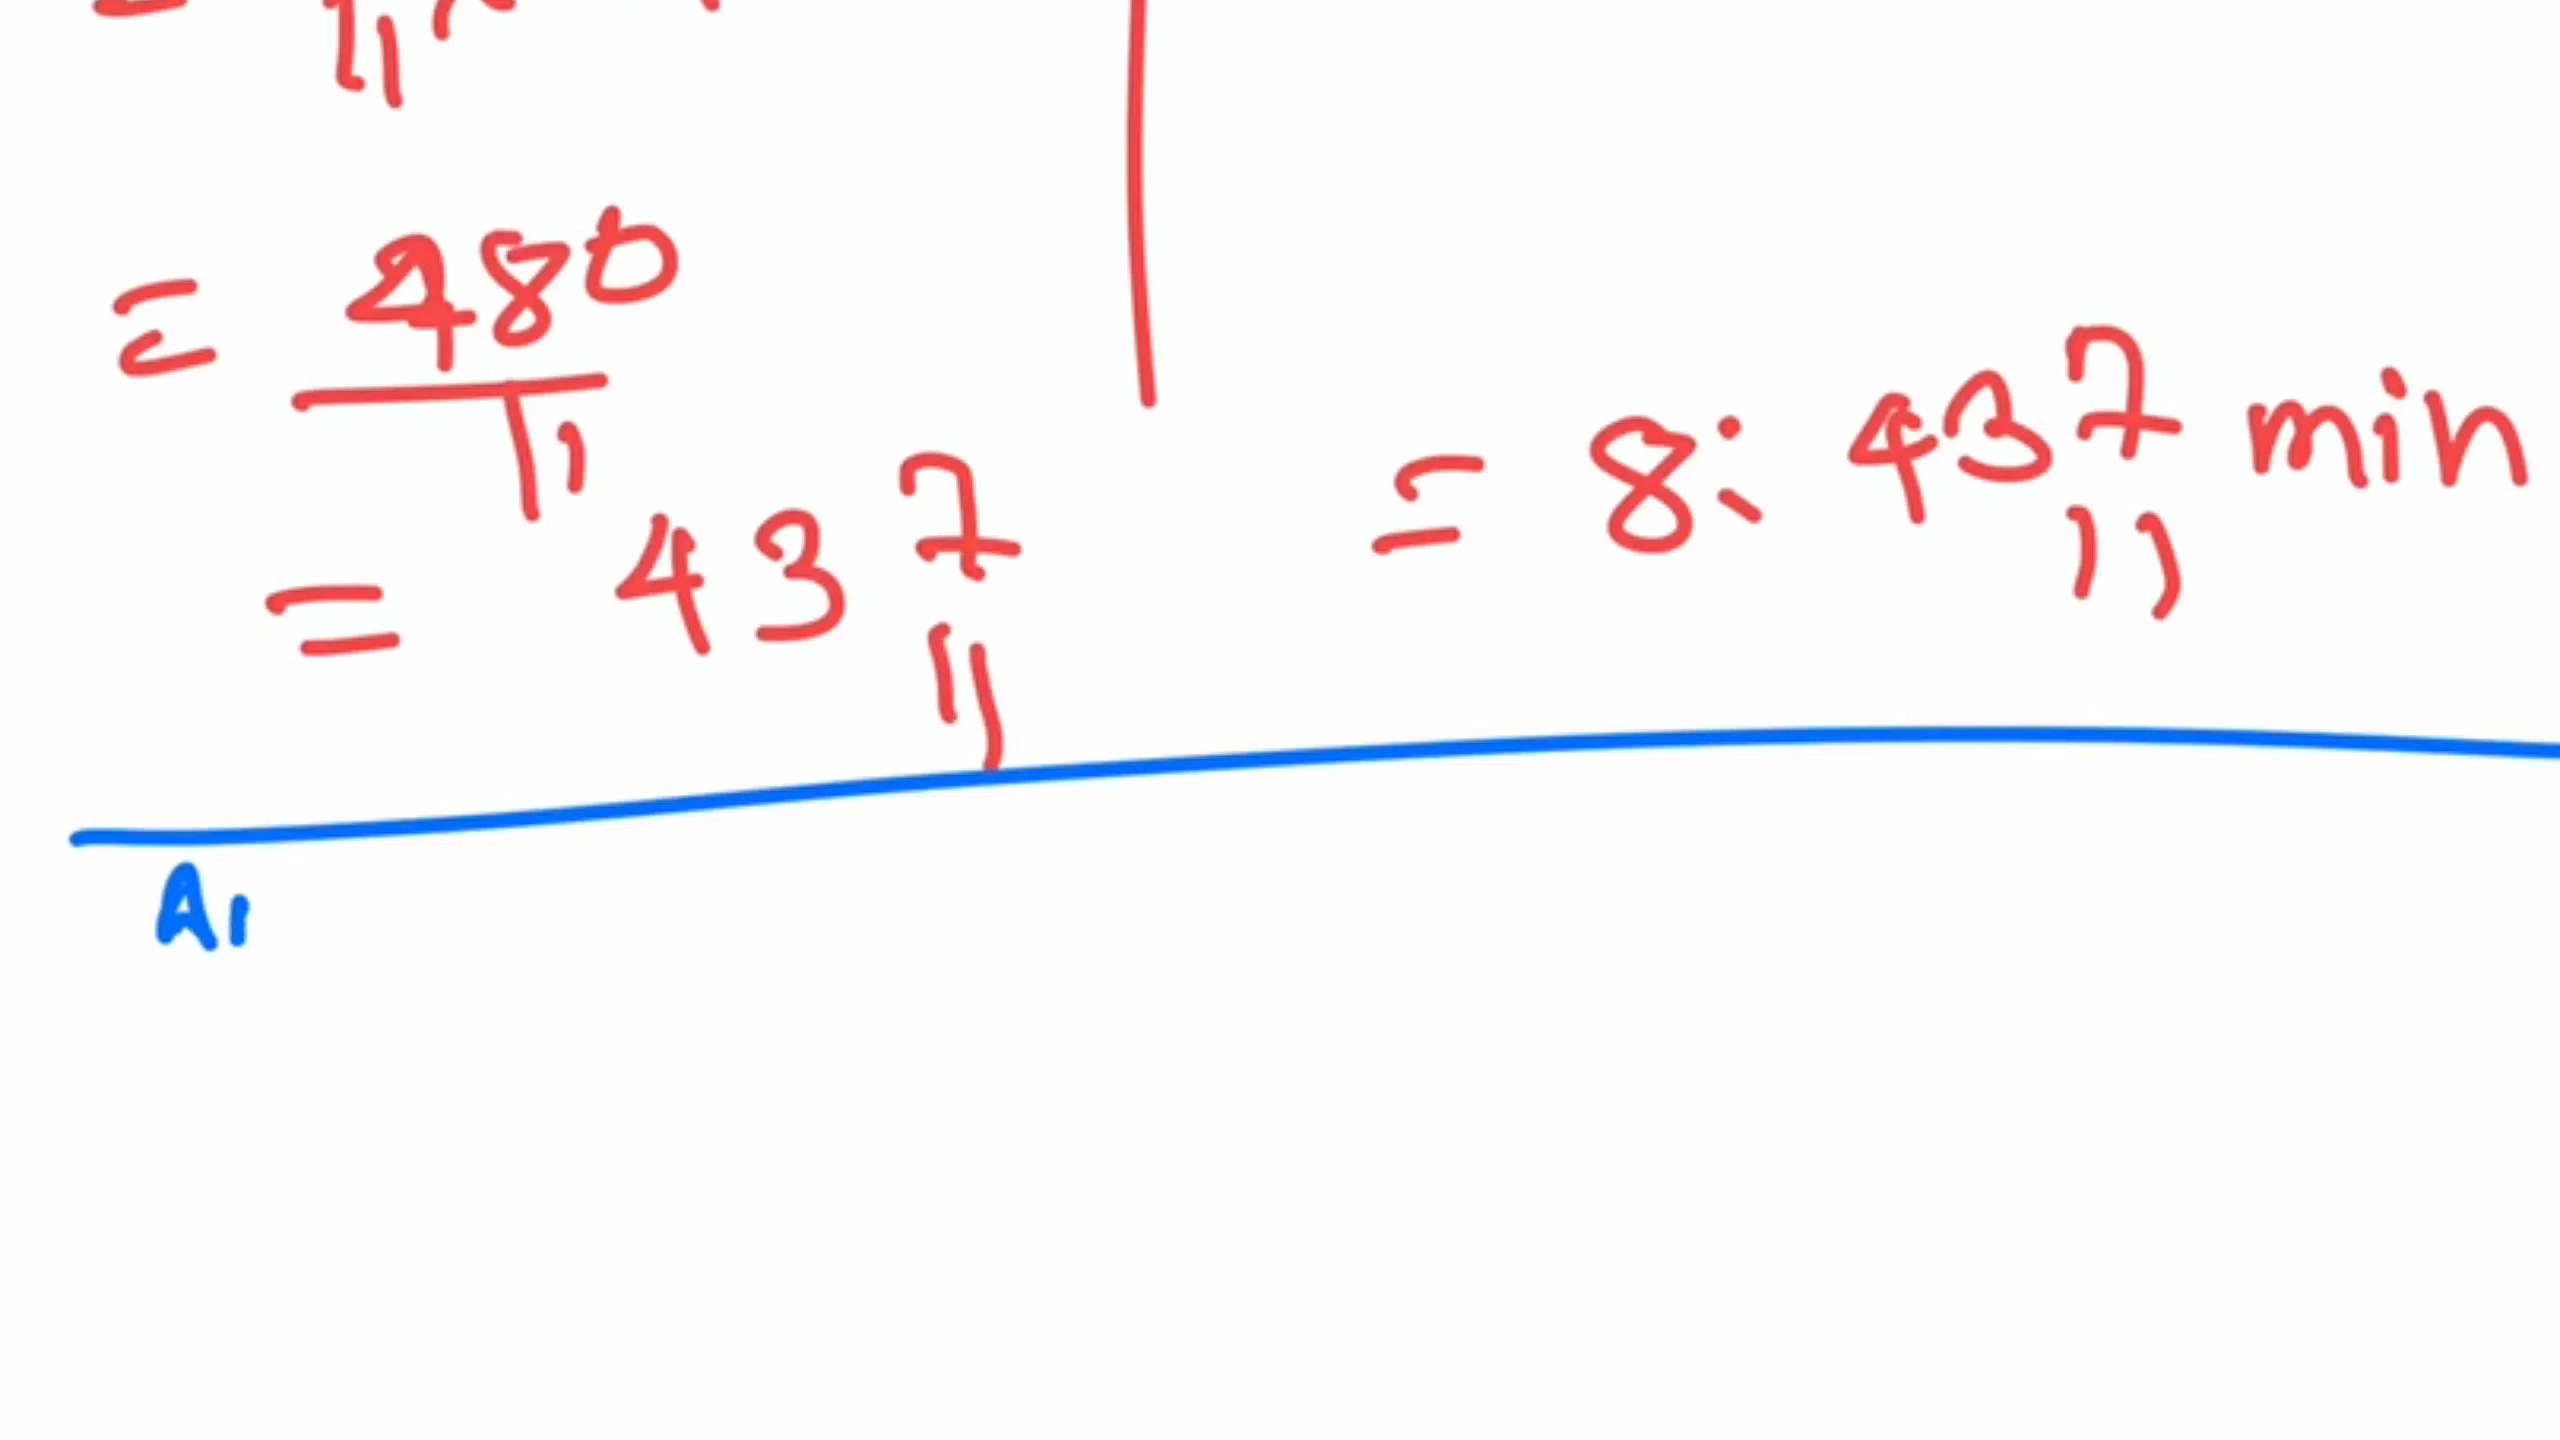 = 480/11
= 43 7/11
= 8: 43 7/11 min
A1